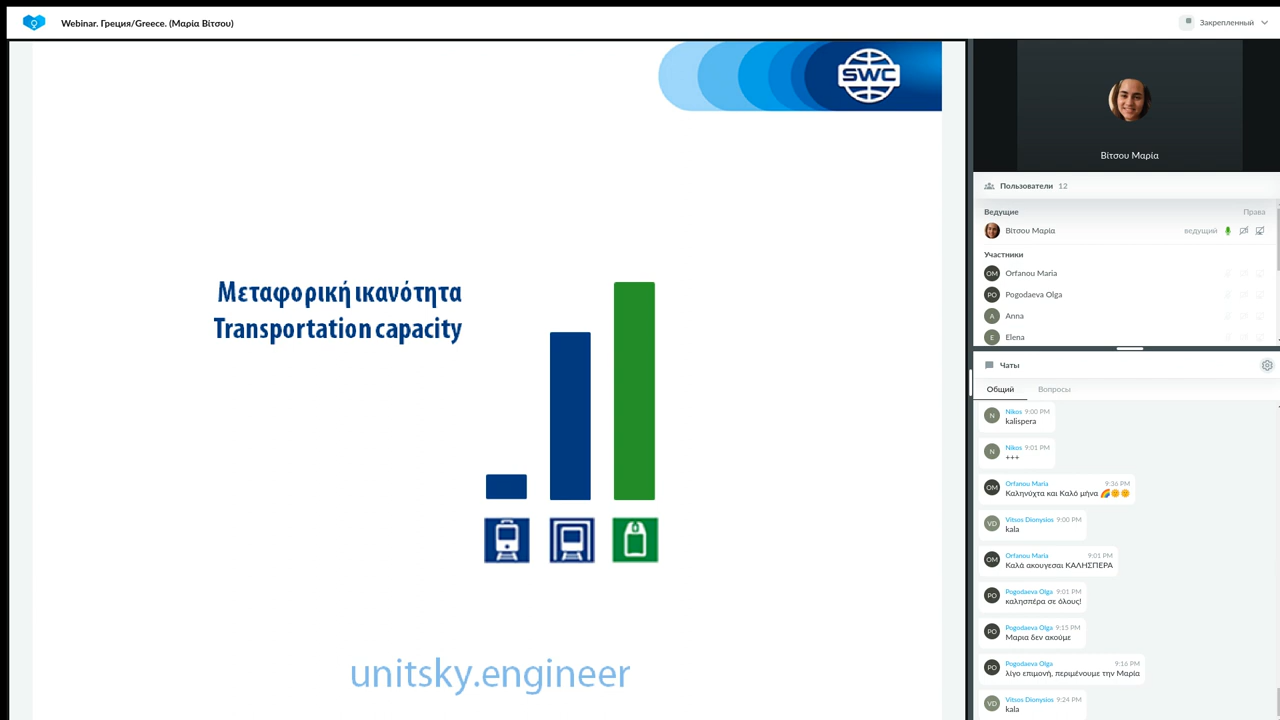 Webinar. Греция/Greece. (Μαρία Βίτσου)
Закрепленный
SWC
Μεταφορική ικανότητα
Transportation capacity
unitsky.engineer
Βίτσου Μαρία
Пользователи 12
Ведущие Права
Βίτσου Μαρία ведущий
Участники
OM Orfanou Maria
PO Pogodaeva Olga
A Anna
E Elena
Чаты
Общий Вопросы
N Nikos 9:00 PM
kalispera
N Nikos 9:01 PM
+++
OM Orfanou Maria 9:36 PM
Καληνύχτα και Καλό μήνα 🌈🌞🌞
VD Vitsos Dionysios 9:00 PM
kala
OM Orfanou Maria 9:01 PM
Καλά ακουγεσαι ΚΑΛΗΣΠΕΡΑ
PO Pogodaeva Olga 9:01 PM
καλησπέρα σε όλους!
PO Pogodaeva Olga 9:15 PM
Μαρια δεν ακούμε
PO Pogodaeva Olga 9:16 PM
λίγο επιμονή, περιμένουμε την Μαρία
VD Vitsos Dionysios 9:24 PM
kala